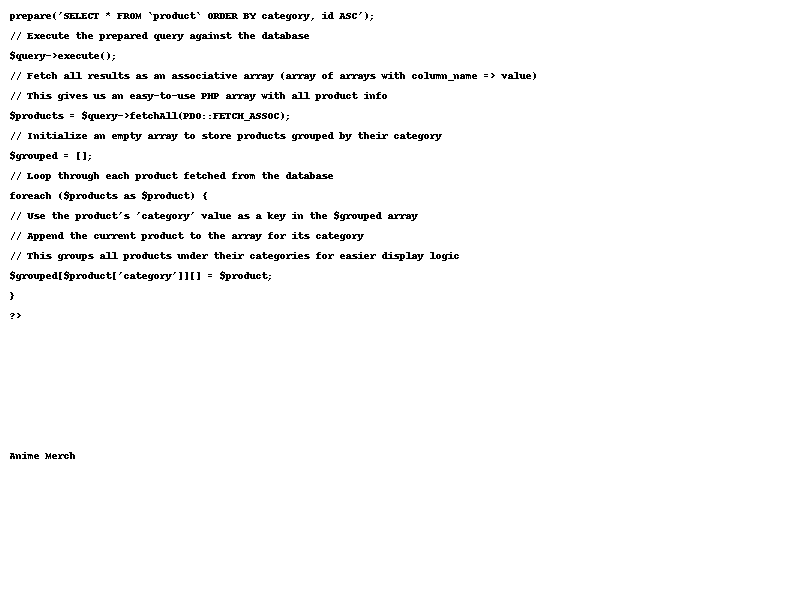 prepare('SELECT * FROM `product` ORDER BY category, id ASC');
// Execute the prepared query against the database
$query->execute();
// Fetch all results as an associative array (array of arrays with column_name => value)
// This gives us an easy-to-use PHP array with all product info
$products = $query->fetchAll(PDO::FETCH_ASSOC);
// Initialize an empty array to store products grouped by their category
$grouped = [];
// Loop through each product fetched from the database
foreach ($products as $product) {
// Use the product's 'category' value as a key in the $grouped array
// Append the current product to the array for its category
// This groups all products under their categories for easier display logic
$grouped[$product['category']][] = $product;
}
?>
Anime Merch